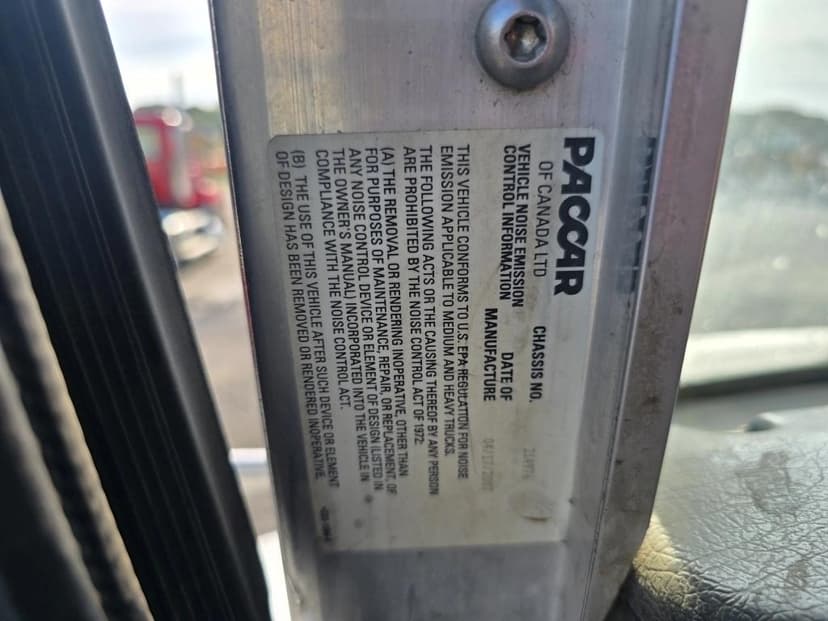 PACCAR
OF CANADA LTD
VEHICLE NOISE EMISSION
CONTROL INFORMATION
CHASSIS NO.
DATE OF
MANUFACTURE
THIS VEHICLE CONFORMS TO U.S. EPA REGULATION FOR NOISE
EMISSION APPLICABLE TO MEDIUM AND HEAVY TRUCKS.
THE FOLLOWING ACTS OR THE CAUSING THEREOF BY ANY PERSON
ARE PROHIBITED BY THE NOISE CONTROL ACT OF 1972:
(A) THE REMOVAL OR RENDERING INOPERATIVE, OTHER THAN
FOR PURPOSES OF MAINTENANCE, REPAIR, OR REPLACEMENT, OF
ANY NOISE CONTROL DEVICE OR ELEMENT OF DESIGN (LISTED IN
THE OWNER'S MANUAL) INCORPORATED INTO THE VEHICLE IN
COMPLIANCE WITH THE NOISE CONTROL ACT.
(B) THE USE OF THIS VEHICLE AFTER SUCH DEVICE OR ELEMENT
OF DESIGN HAS BEEN REMOVED OR RENDERED INOPERATIVE.